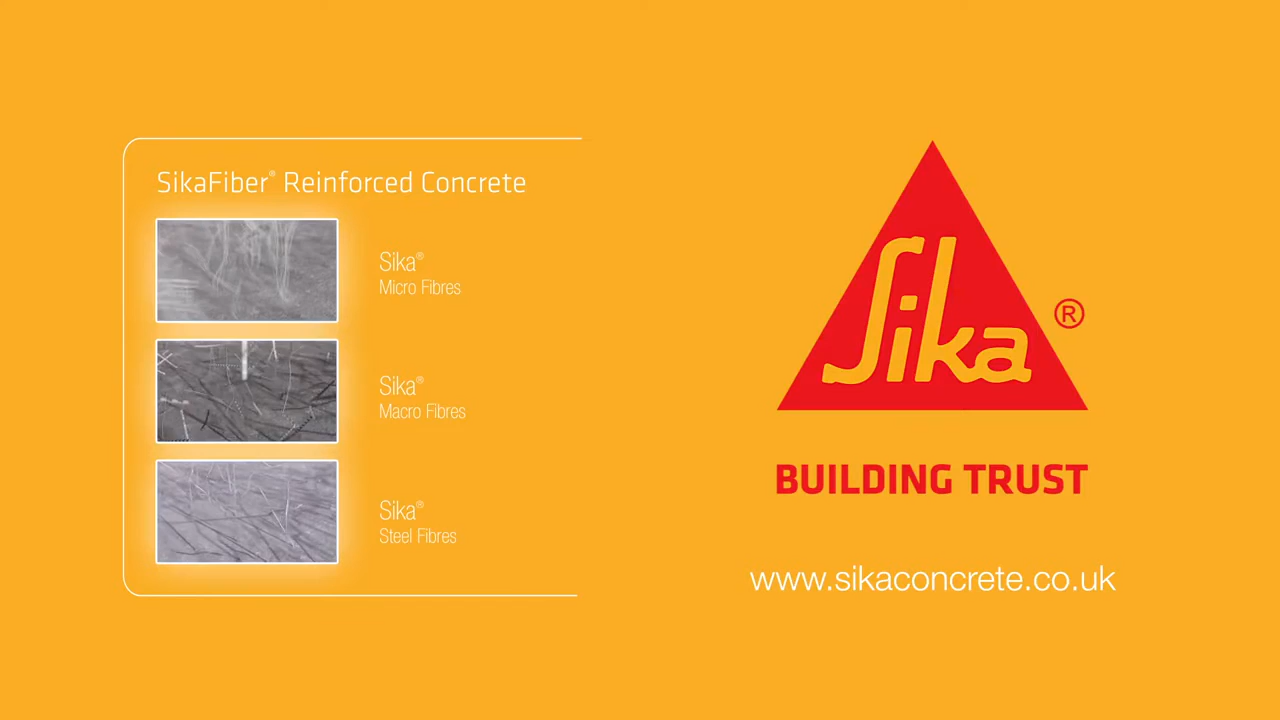 SikaFiber® Reinforced Concrete
Sika®
Micro Fibres
Sika®
Macro Fibres
Sika®
Steel Fibres
Sika®
BUILDING TRUST
www.sikaconcrete.co.uk